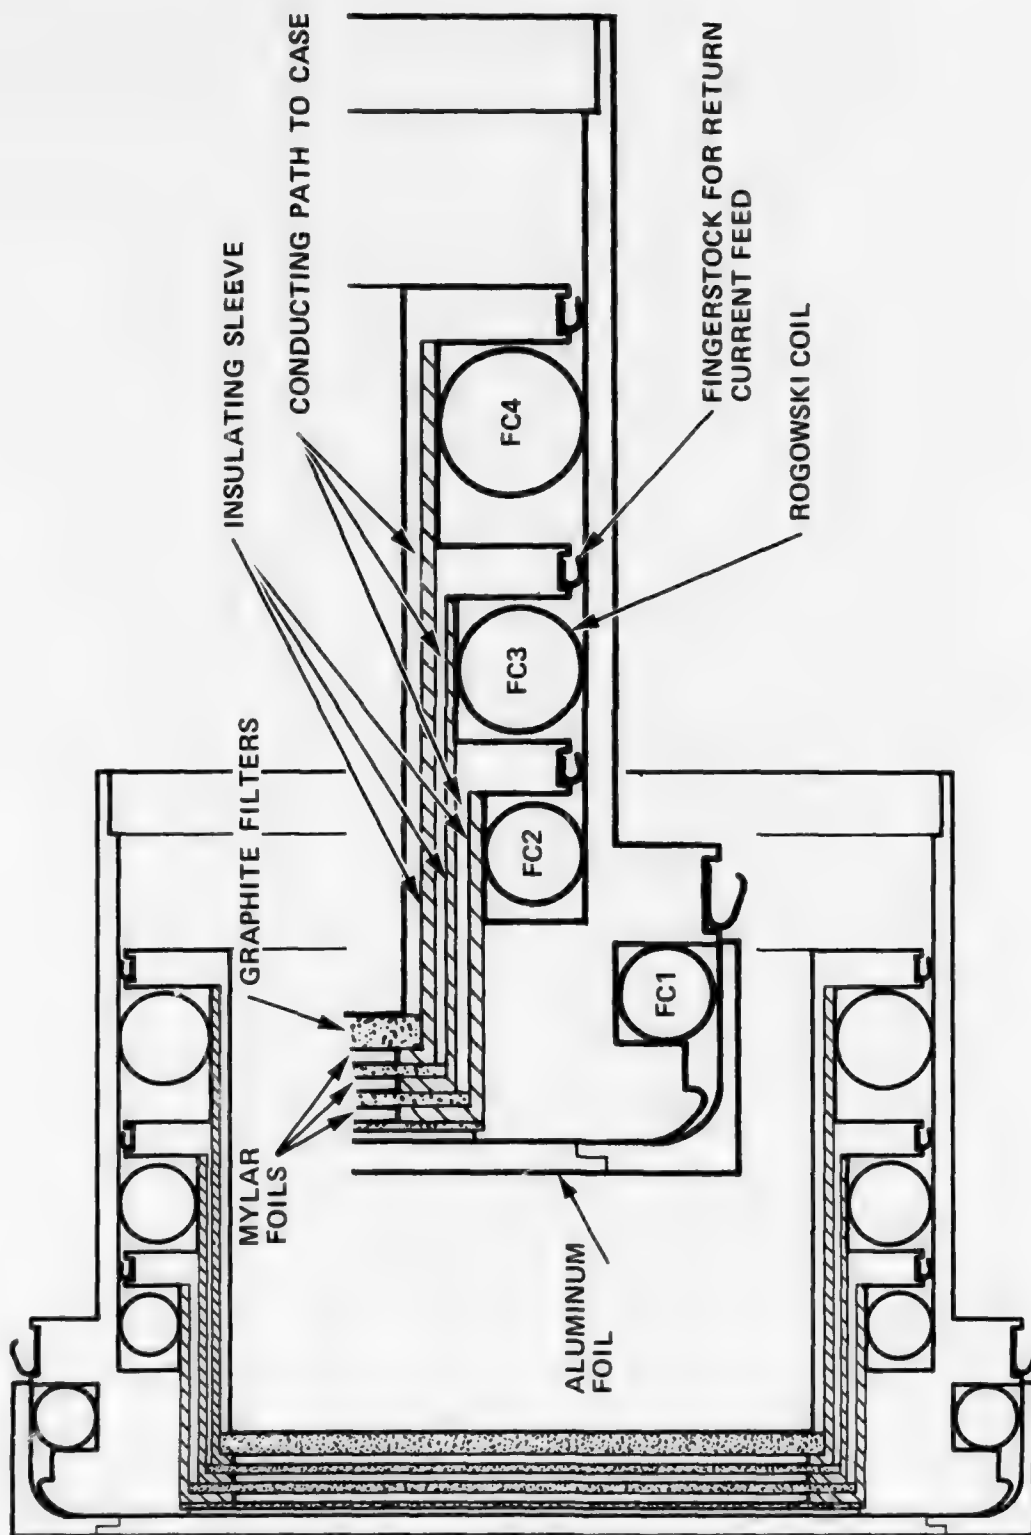 MYLAR
FOILS
GRAPHITE FILTERS
INSULATING SLEEVE
CONDUCTING PATH TO CASE
ALUMINUM
FOIL
FC1
FC2
FC3
FC4
ROGOWSKI COIL
FINGERSTOCK FOR RETURN
CURRENT FEED